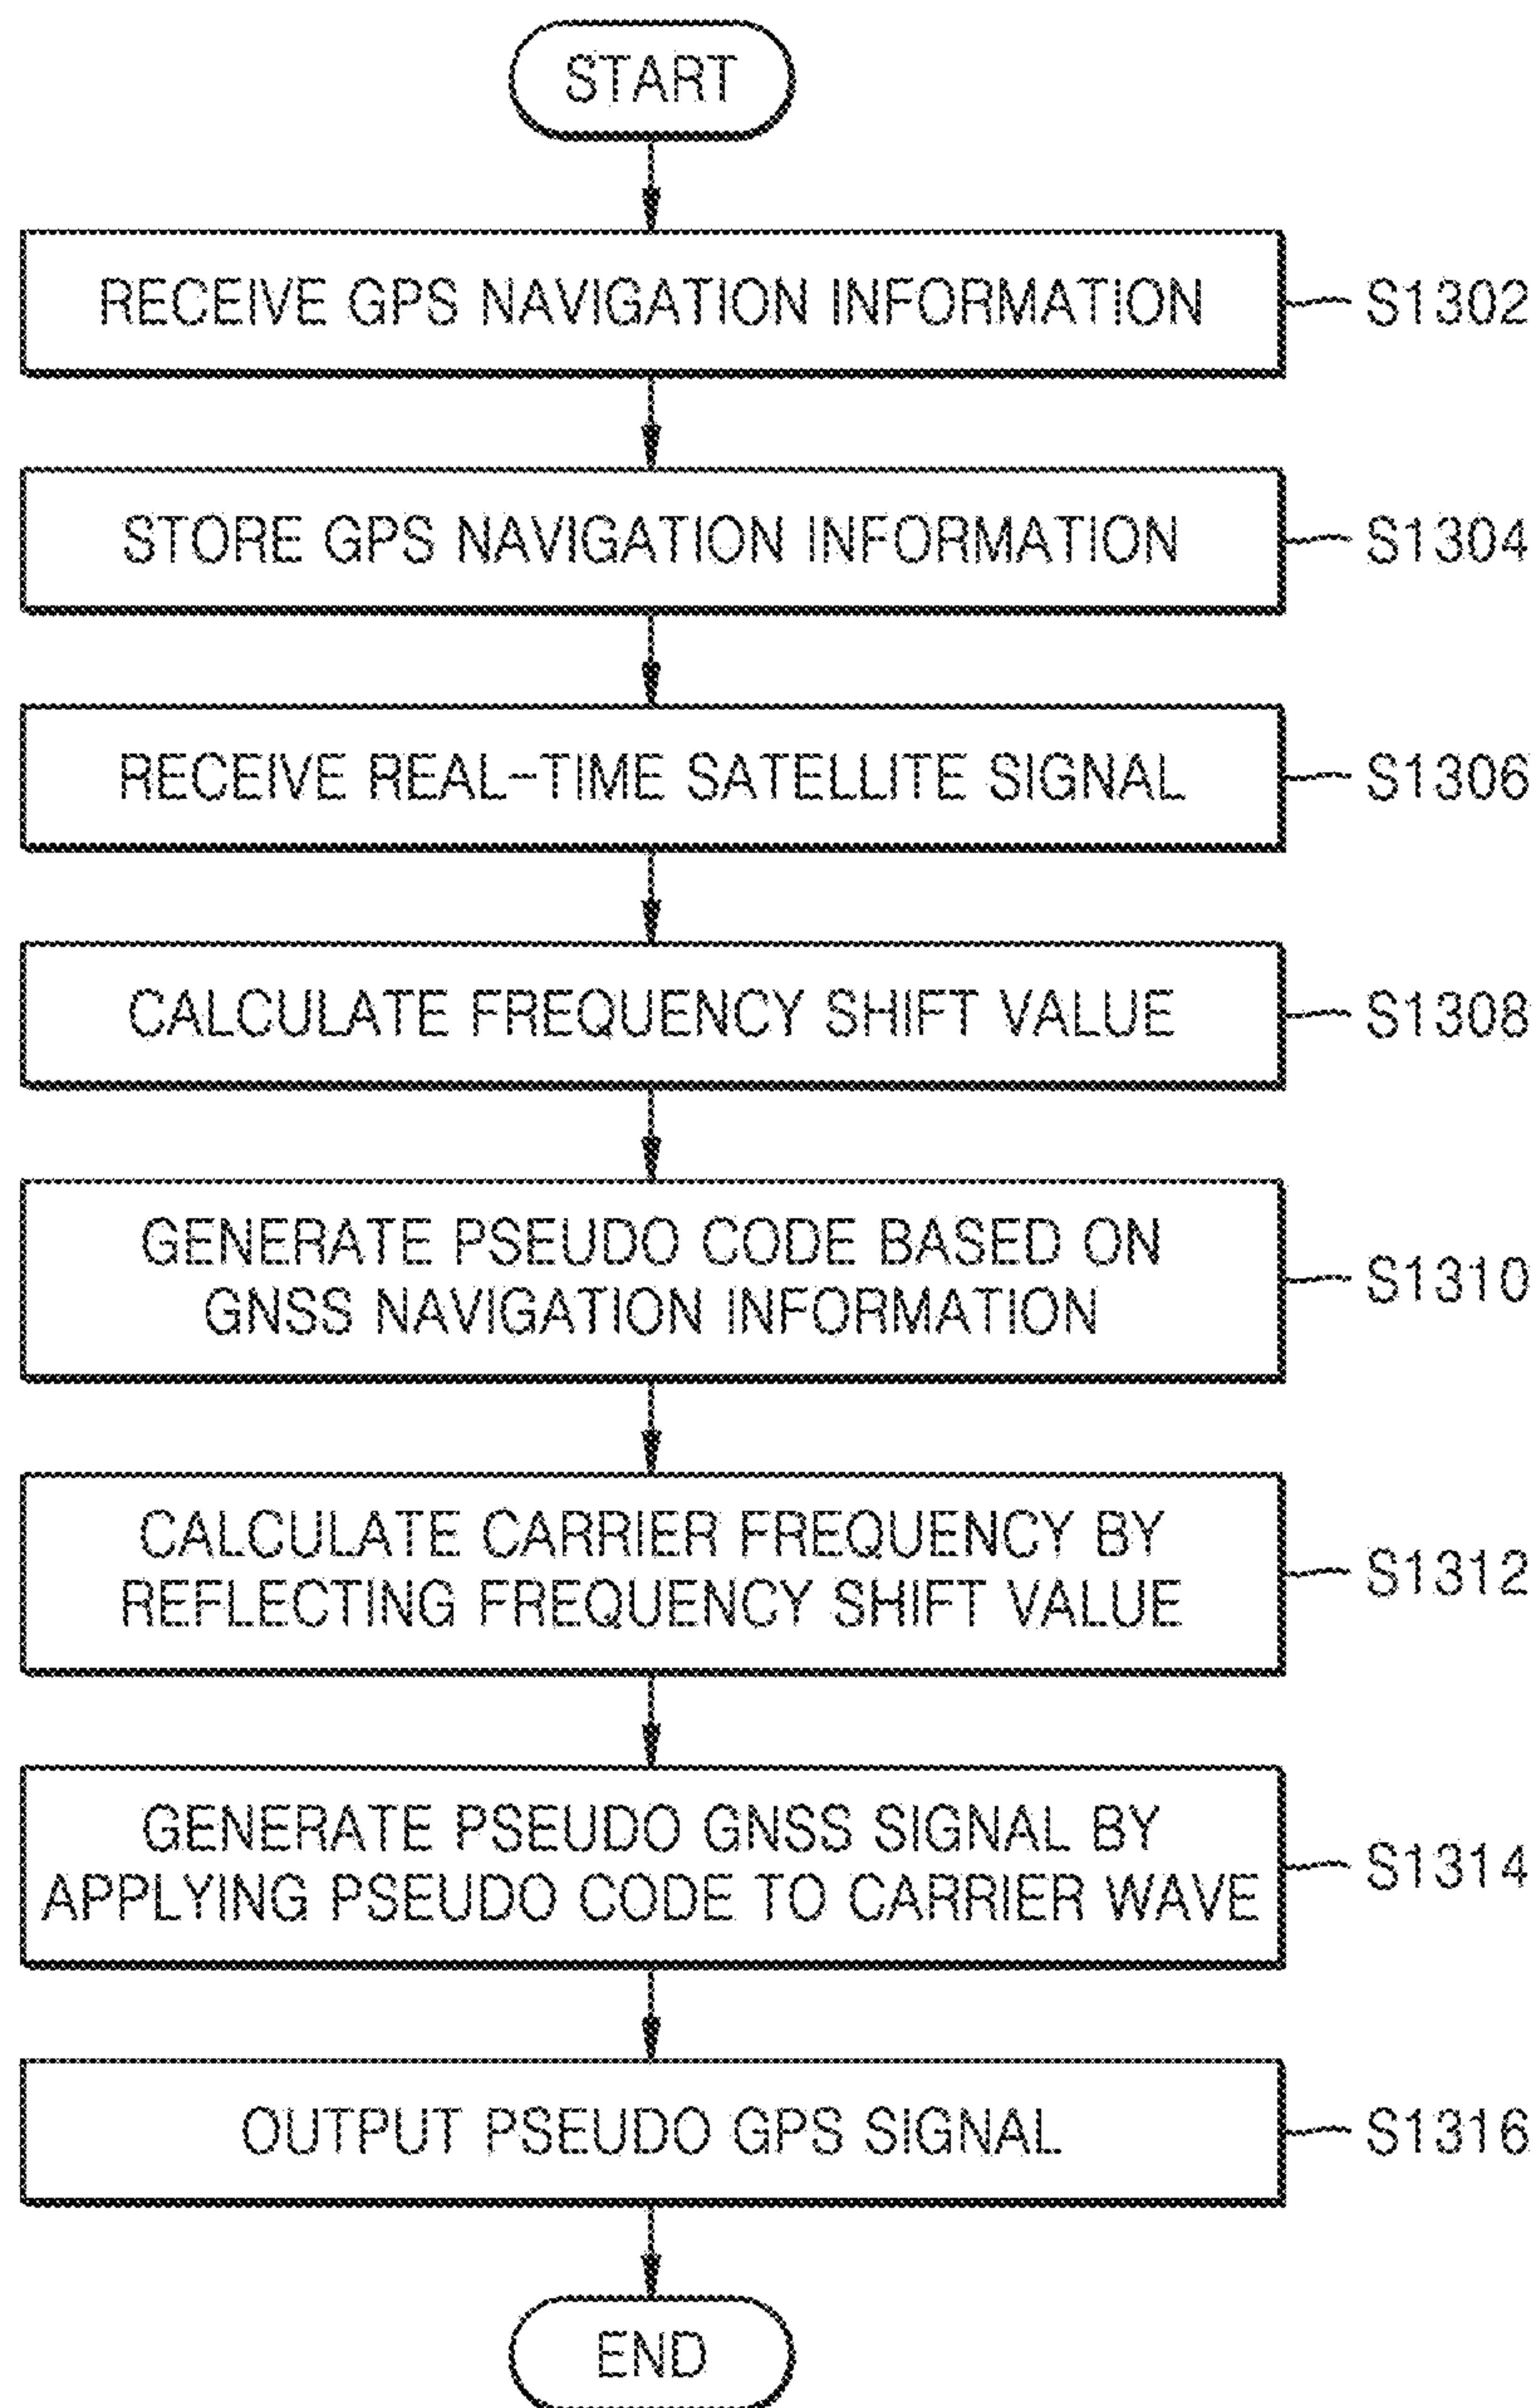 START
RECEIVE GPS NAVIGATION INFORMATION
S1302
STORE GPS NAVIGATION INFORMATION
S1304
RECEIVE REAL-TIME SATELLITE SIGNAL
S1306
CALCULATE FREQUENCY SHIFT VALUE
S1308
GENERATE PSEUDO CODE BASED ON
GNSS NAVIGATION INFORMATION
S1310
CALCULATE CARRIER FREQUENCY BY
REFLECTING FREQUENCY SHIFT VALUE
S1312
GENERATE PSEUDO GNSS SIGNAL BY
APPLYING PSEUDO CODE TO CARRIER WAVE
S1314
OUTPUT PSEUDO GPS SIGNAL
S1316
END